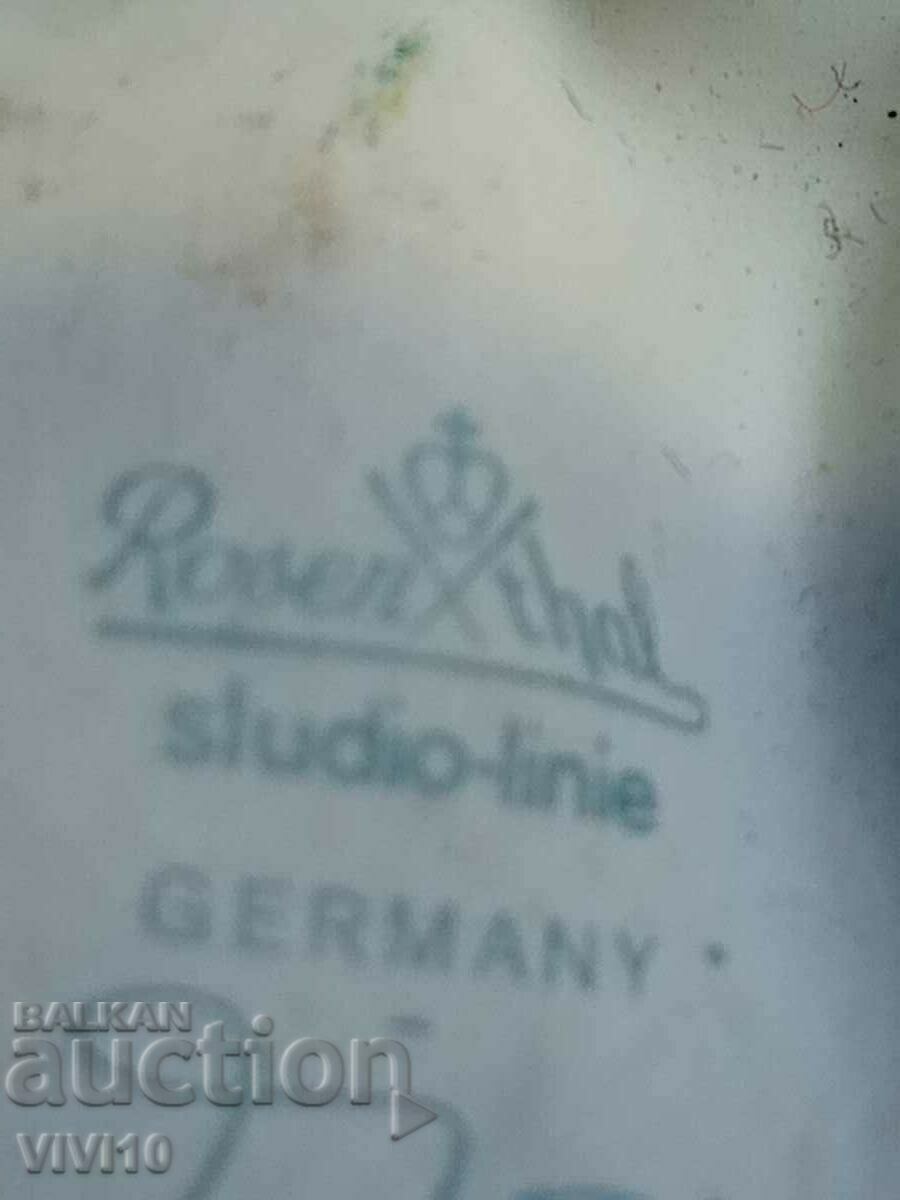 Rosenthal
studio-linie
GERMANY
BALKAN
auction
VIVI10